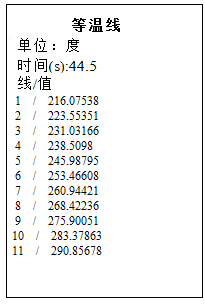 等温线
单位：度
时间(s):44.5
线/值
1 / 216.07538
2 / 223.55351
3 / 231.03166
4 / 238.5098
5 / 245.98795
6 / 253.46608
7 / 260.94421
8 / 268.42236
9 / 275.90051
10 / 283.37863
11 / 290.85678